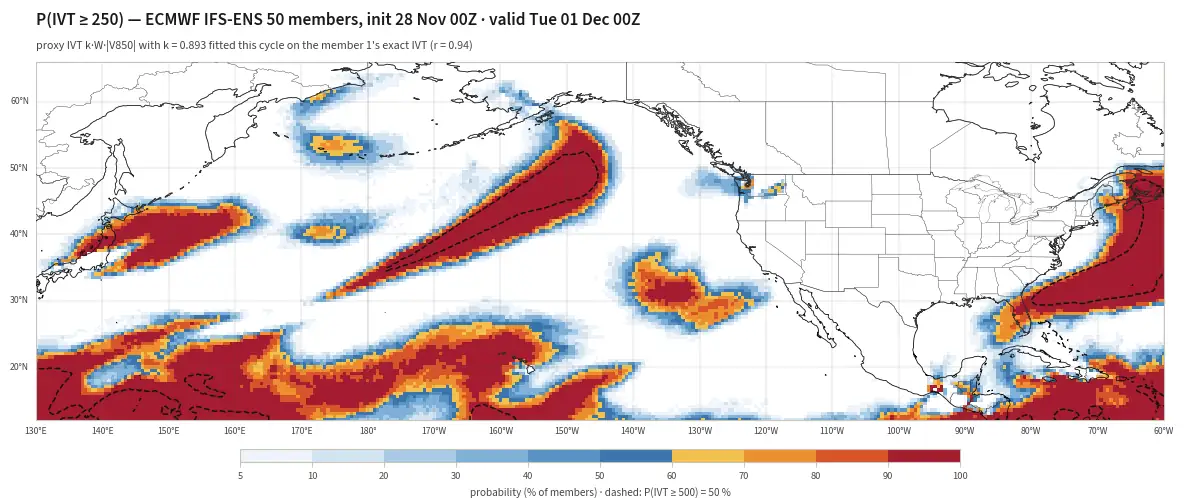 P(IVT ≥ 250) — ECMWF IFS-ENS 50 members, init 28 Nov 00Z · valid Tue 01 Dec 00Z
proxy IVT k·W·|V850| with k = 0.893 fitted this cycle on the member 1's exact IVT (r = 0.94)
60°N
50°N
40°N
30°N
20°N
130°E 140°E 150°E 160°E 170°E 180° 170°W 160°W 150°W 140°W 130°W 120°W 110°W 100°W 90°W 80°W 70°W 60°W
5 10 20 30 40 50 60 70 80 90 100
probability (% of members) · dashed: P(IVT ≥ 500) = 50 %